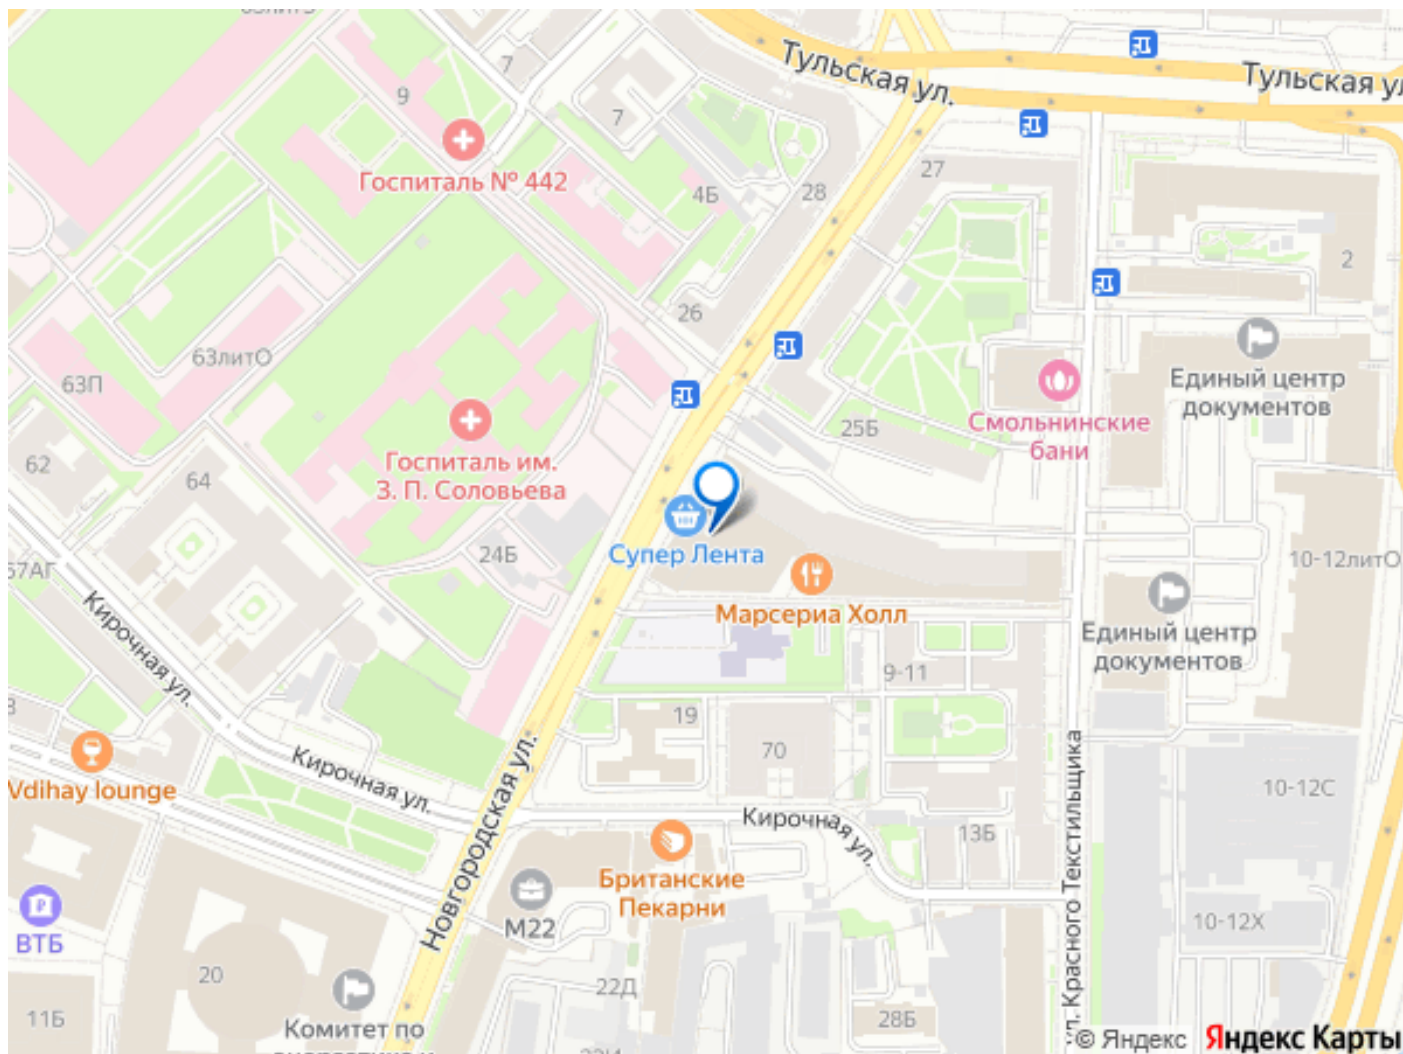 7
9
Тульская ул.
Тульская ул
7
Госпиталь № 442
4Б
28
27
2
26
63литО
63П
Единый центр
документов
Смольнинские
бани
25Б
62
64
Госпиталь им.
З. П. Соловьева
24Б
Супер Лента
10-12литО
67АГ
Марсериа Холл
Кирочная ул.
Единый центр
документов
9-11
19
70
Vdihay lounge
Кирочная ул.
Новгородская ул.
10-12С
Кирочная ул.
13Б
ул. Красного Текстильщика
Британские
Пекарни
М22
ВТБ
10-12Х
20
22Д
11Б
Комитет по
28Б
© Яндекс Яндекс Карты